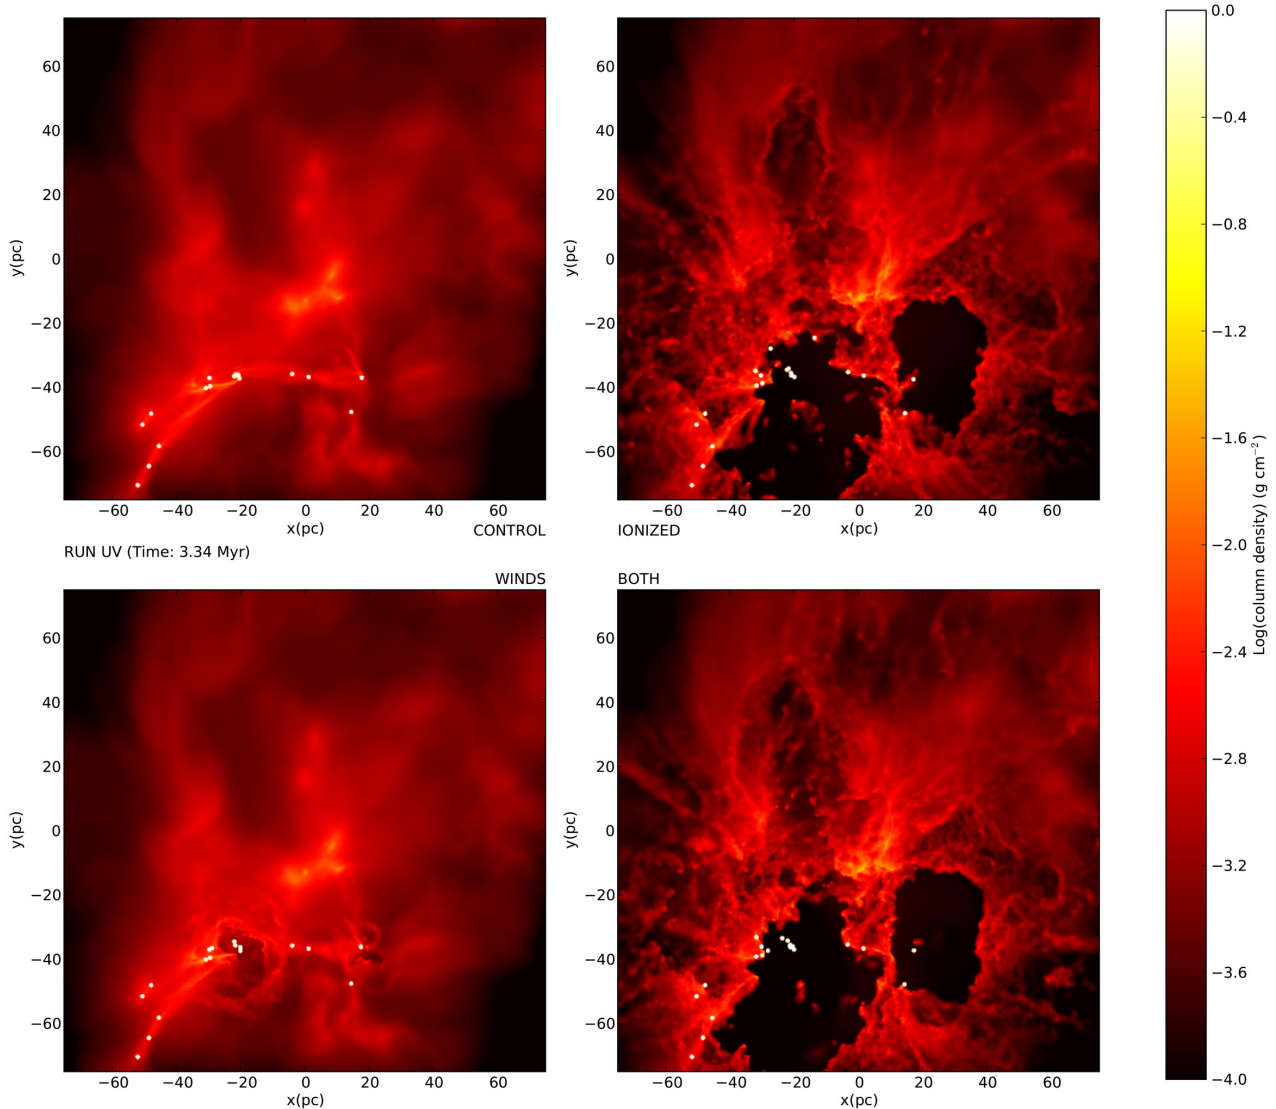 60
40
20
0
−20
−40
−60
y(pc)
−60 −40 −20 0 20 40 60
x(pc)
CONTROL
60
40
20
0
−20
−40
−60
y(pc)
−60 −40 −20 0 20 40 60
x(pc)
IONIZED
RUN UV (Time: 3.34 Myr)
WINDS
60
40
20
0
−20
−40
−60
y(pc)
−60 −40 −20 0 20 40 60
x(pc)
BOTH
60
40
20
0
−20
−40
−60
y(pc)
−60 −40 −20 0 20 40 60
x(pc)
0.0
−0.4
−0.8
−1.2
−1.6
−2.0
−2.4
−2.8
−3.2
−3.6
−4.0
Log(column density) (g cm⁻²)